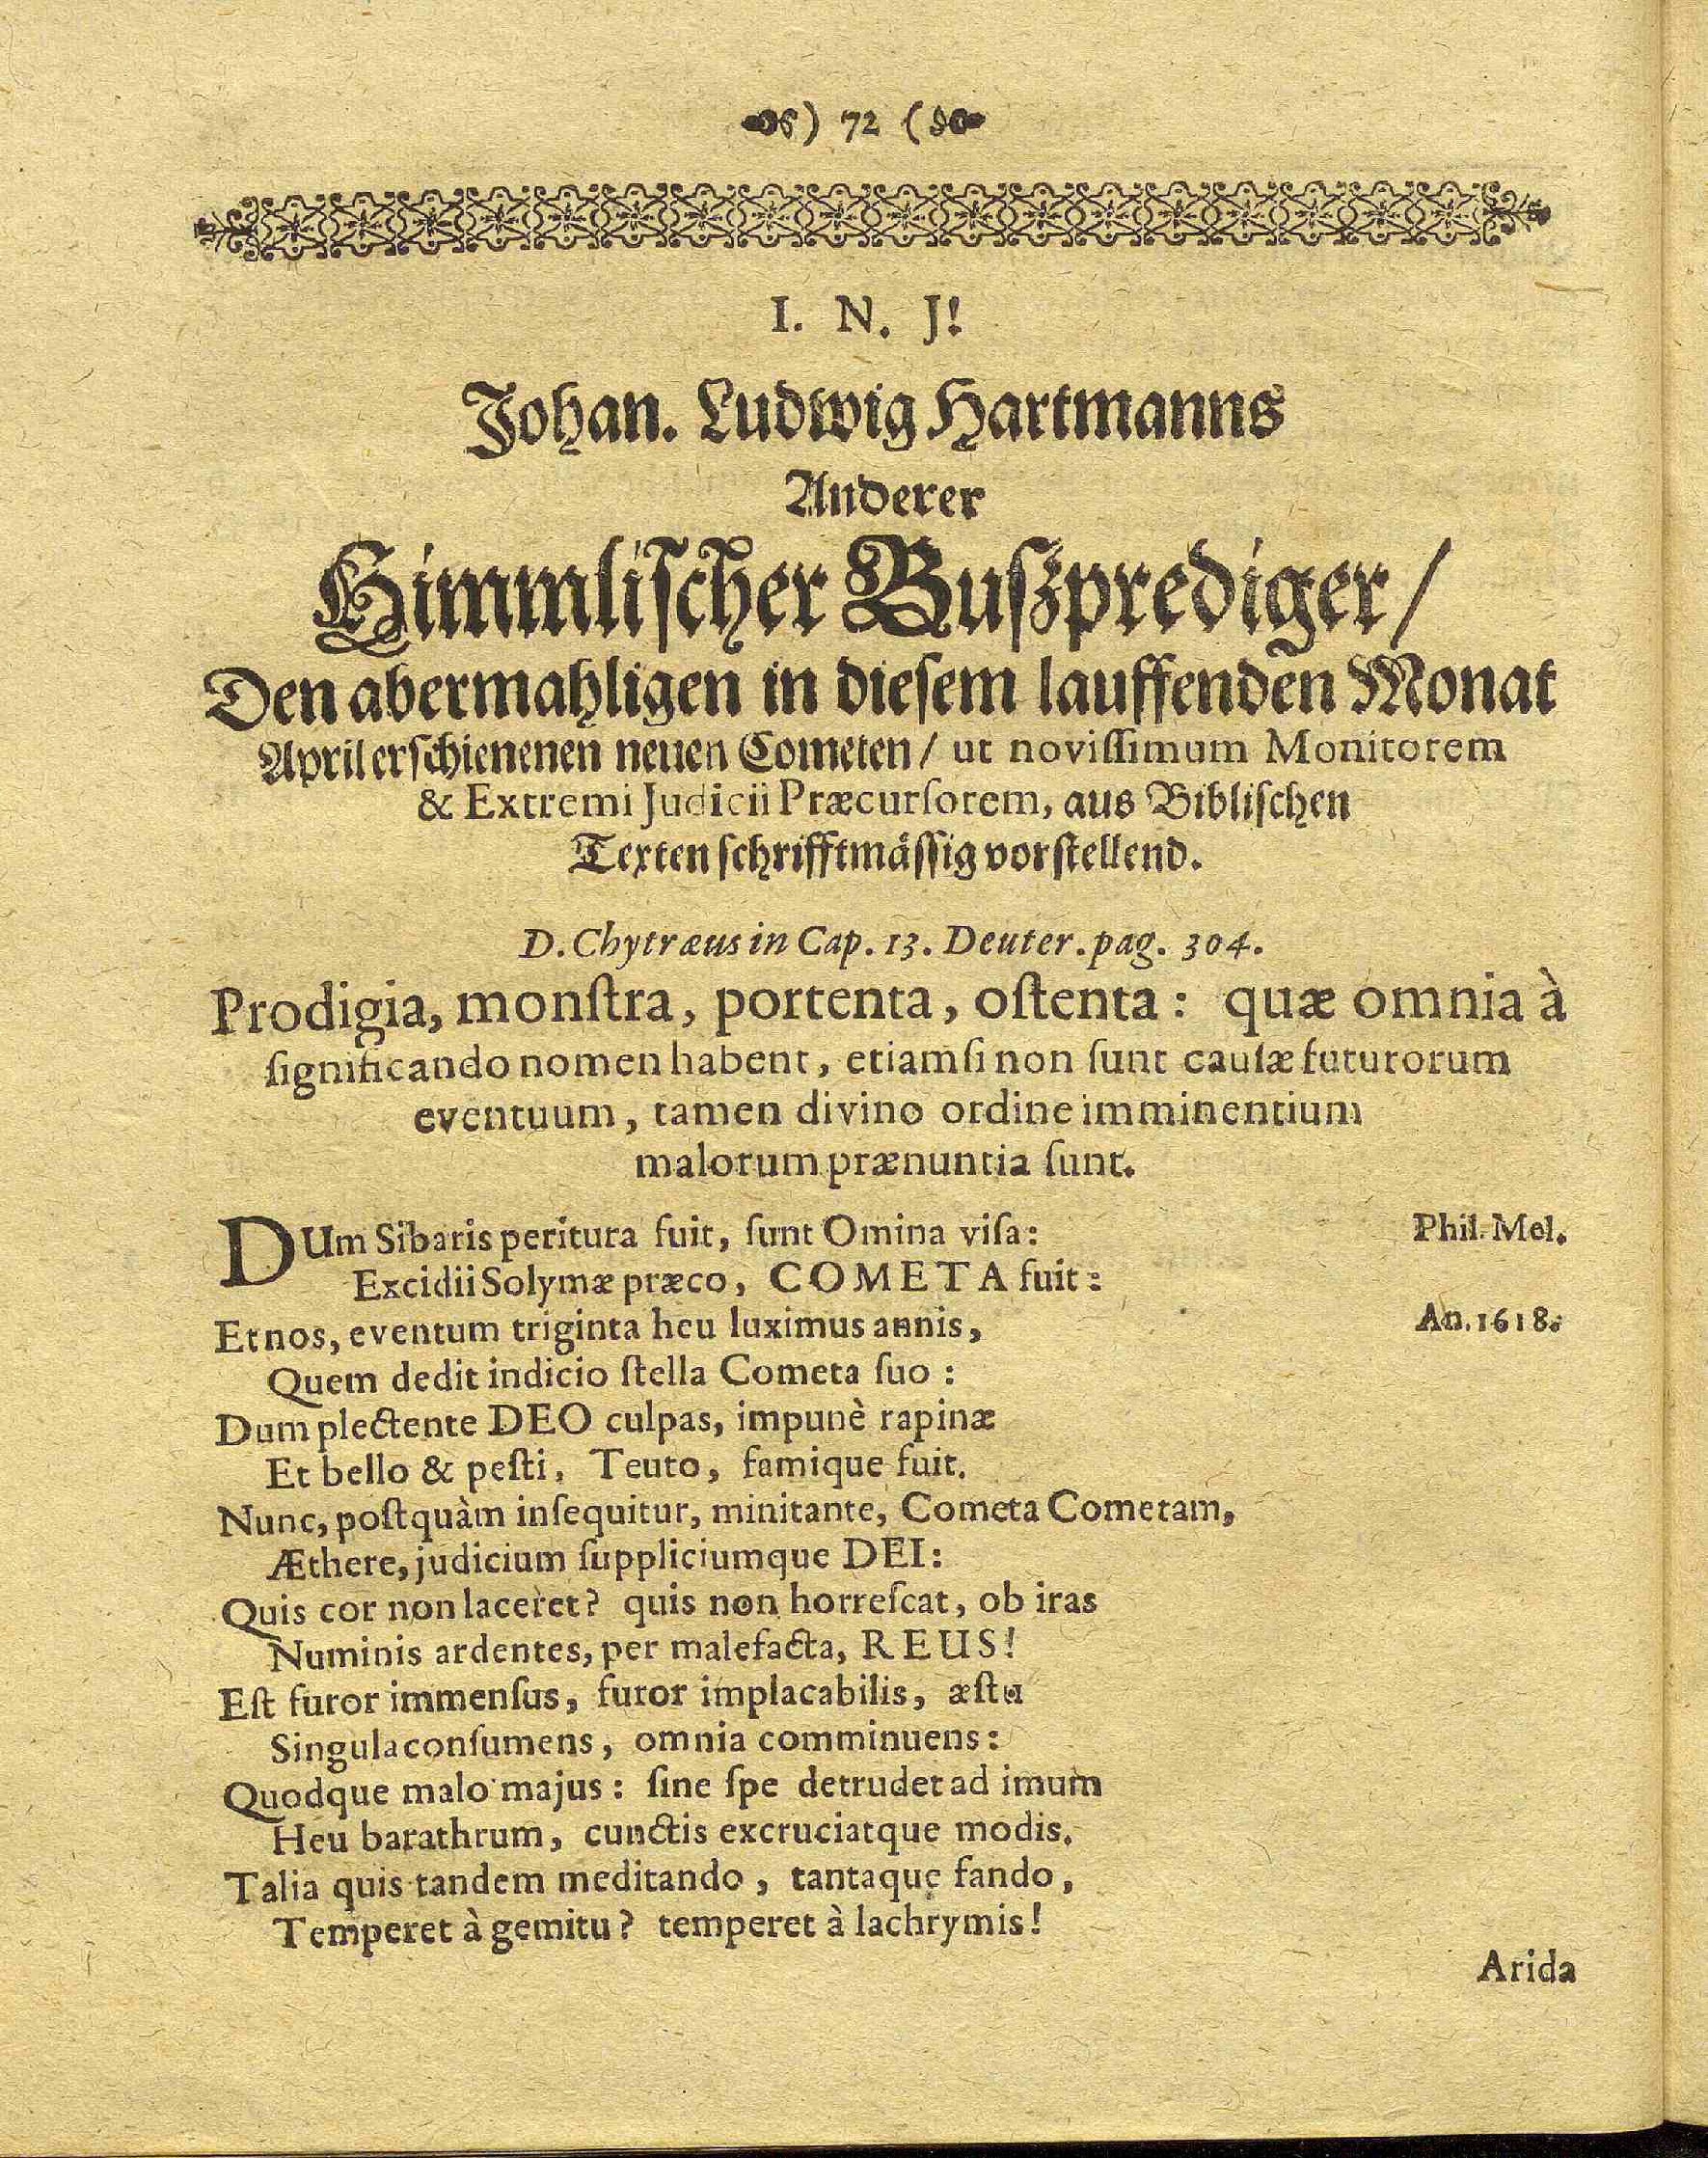 ) 72 (
I. N. J!
Johan. Ludwig Hartmanns
Anderer
Himmlischer Buſzprediger/
Den abermahligen in dieſem lauffenden Monat
April erſchienenen neuen Cometen/ ut noviſſimum Monitorem
& Extremi Judicii Præcurſorem, aus Bibliſchen
Texten ſchrifftmäſſig vorſtellend.
D. Chytræus in Cap. 13. Deuter. pag. 304.
Prodigia, monſtra, portenta, oſtenta: quæ omnia à
ſignificando nomen habent, etiamſi non ſunt cauſæ futurorum
eventuum, tamen divino ordine imminentium
malorum prænuntia ſunt.
DUm Sibaris peritura fuit, ſunt Omina viſa: Phil. Mel.
Excidii Solymæ præco, COMETA fuit:
Et nos, eventum triginta heu luximus annis, An. 1618.
Quem dedit indicio ſtella Cometa ſuo:
Dum plectente DEO culpas, impunè rapinæ
Et bello & peſti, Teuto, famique fuit.
Nunc, poſtquàm inſequitur, minitante, Cometa Cometam,
Æthere, judicium ſuppliciumque DEI:
Quis cor non laceret? quis non horreſcat, ob iras
Numinis ardentes, per malefacta, REUS!
Eſt furor immenſus, furor implacabilis, æſtu
Singula conſumens, omnia comminuens:
Quodque malo majus: ſine ſpe detrudet ad imum
Heu barathrum, cunctis excruciatque modis.
Talia quis tandem meditando, tantaque fando,
Temperet à gemitu? temperet à lachrymis!
Arida